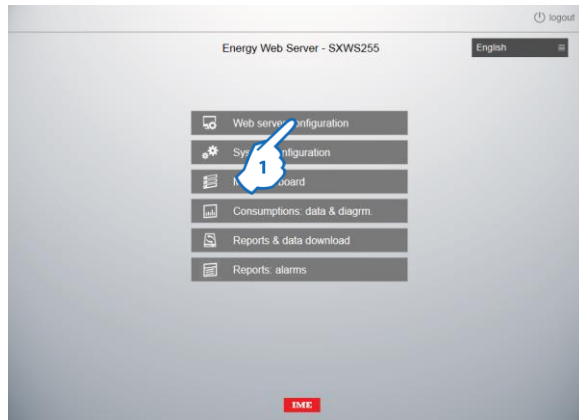 logout
Energy Web Server - SXWS255
English
Web server configuration
1
Consumptions: data & diagrm.
Reports & data download
Reports: alarms
IME